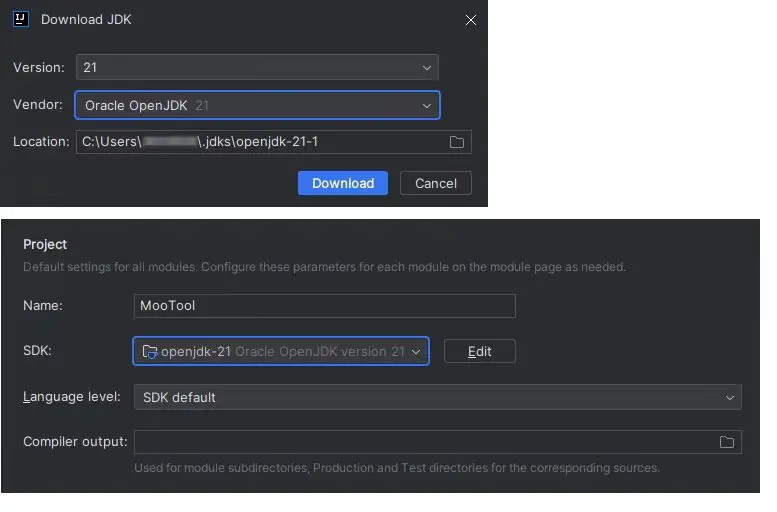 Download JDK
Version: 21
Vendor: Oracle OpenJDK 21
Location: C:\Users\ \.jdks\openjdk-21-1
Download Cancel
Project
Default settings for all modules. Configure these parameters for each module on the module page as needed.
Name: MooTool
SDK: openjdk-21 Oracle OpenJDK version 21 Edit
Language level: SDK default
Compiler output:
Used for module subdirectories, Production and Test directories for the corresponding sources.